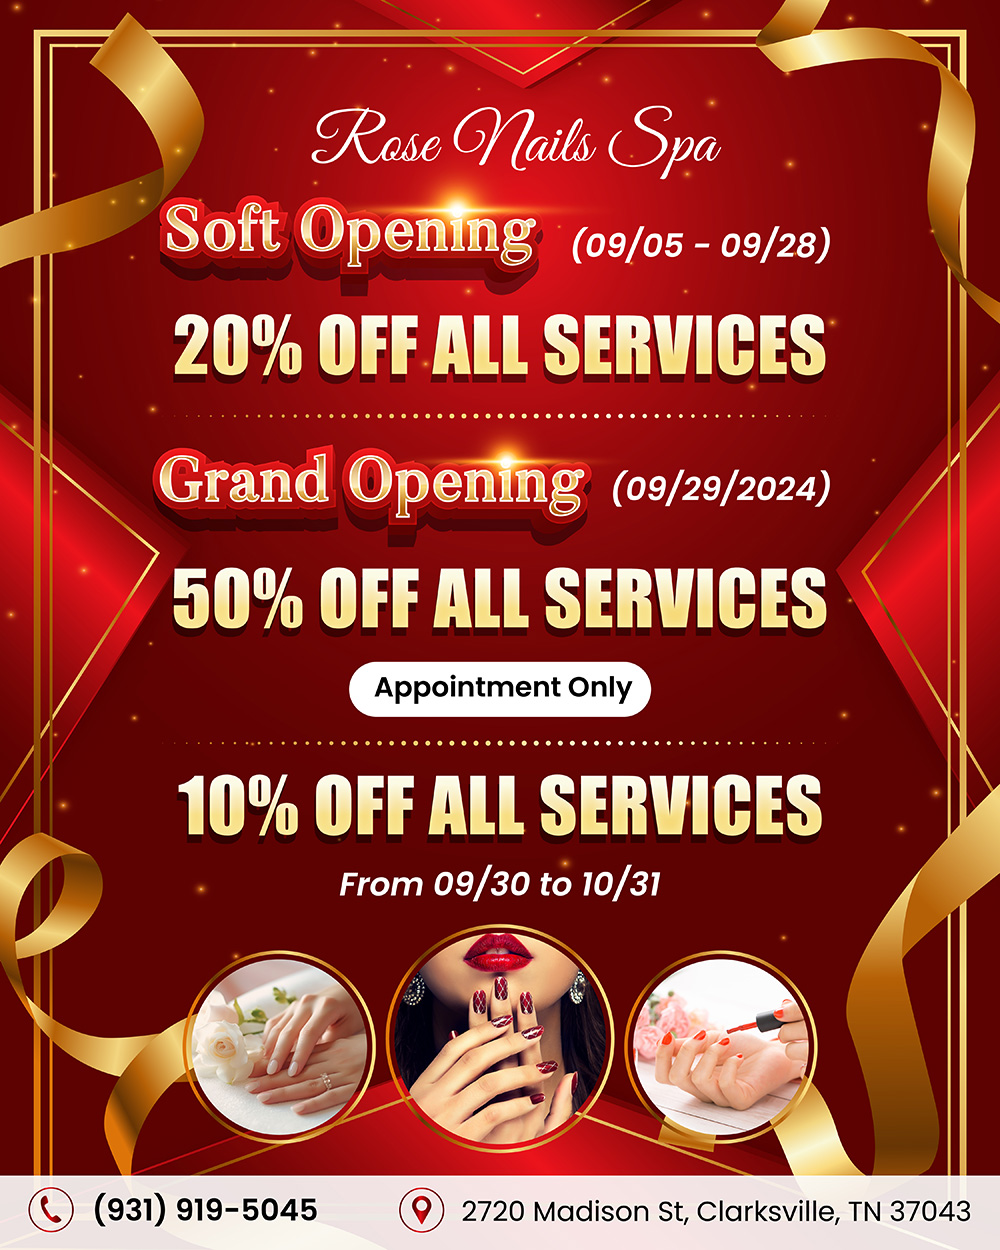 Rose Nails Spa
Soft Opening (09/05 - 09/28)
20% OFF ALL SERVICES
Grand Opening (09/29/2024)
50% OFF ALL SERVICES
Appointment Only
10% OFF ALL SERVICES
From 09/30 to 10/31
(931) 919-5045
2720 Madison St, Clarksville, TN 37043